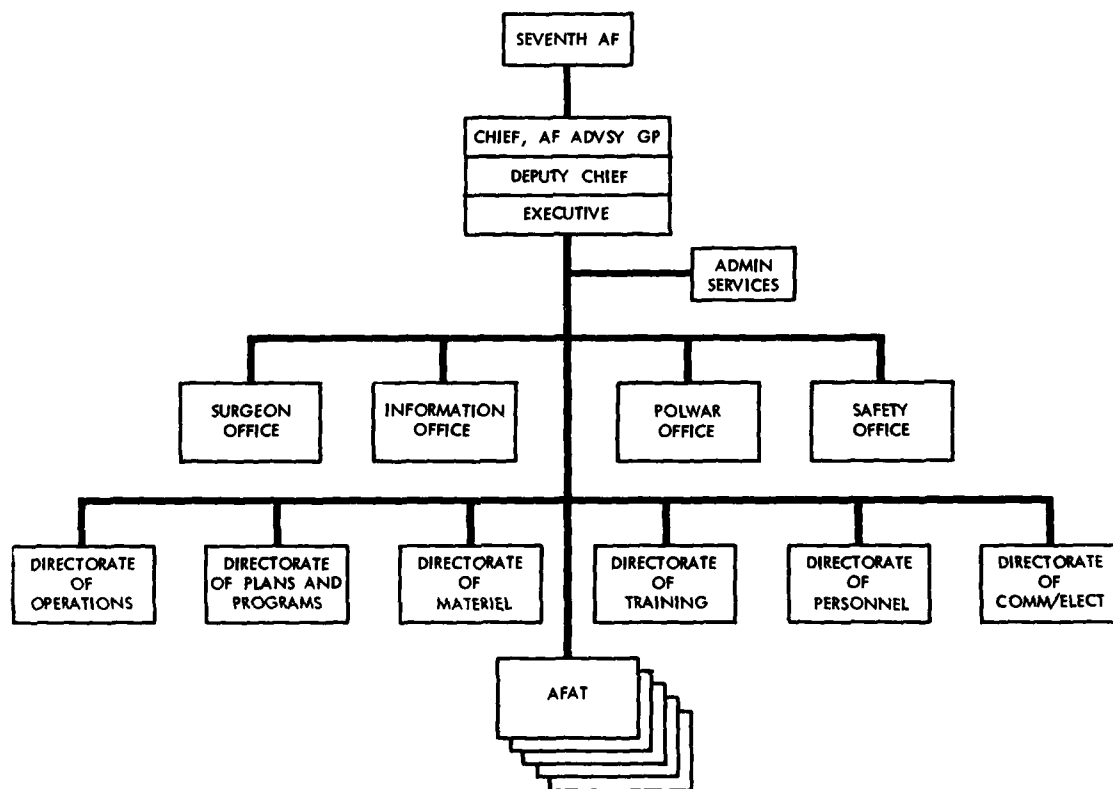 SEVENTH AF
CHIEF, AF ADVSY GP
DEPUTY CHIEF
EXECUTIVE
ADMIN
SERVICES
SURGEON
OFFICE
INFORMATION
OFFICE
POLWAR
OFFICE
SAFETY
OFFICE
DIRECTORATE
OF
OPERATIONS
DIRECTORATE
OF PLANS AND
PROGRAMS
DIRECTORATE
OF
MATERIEL
DIRECTORATE
OF
TRAINING
DIRECTORATE
OF
PERSONNEL
DIRECTORATE
OF
COMM/ELECT
AFAT